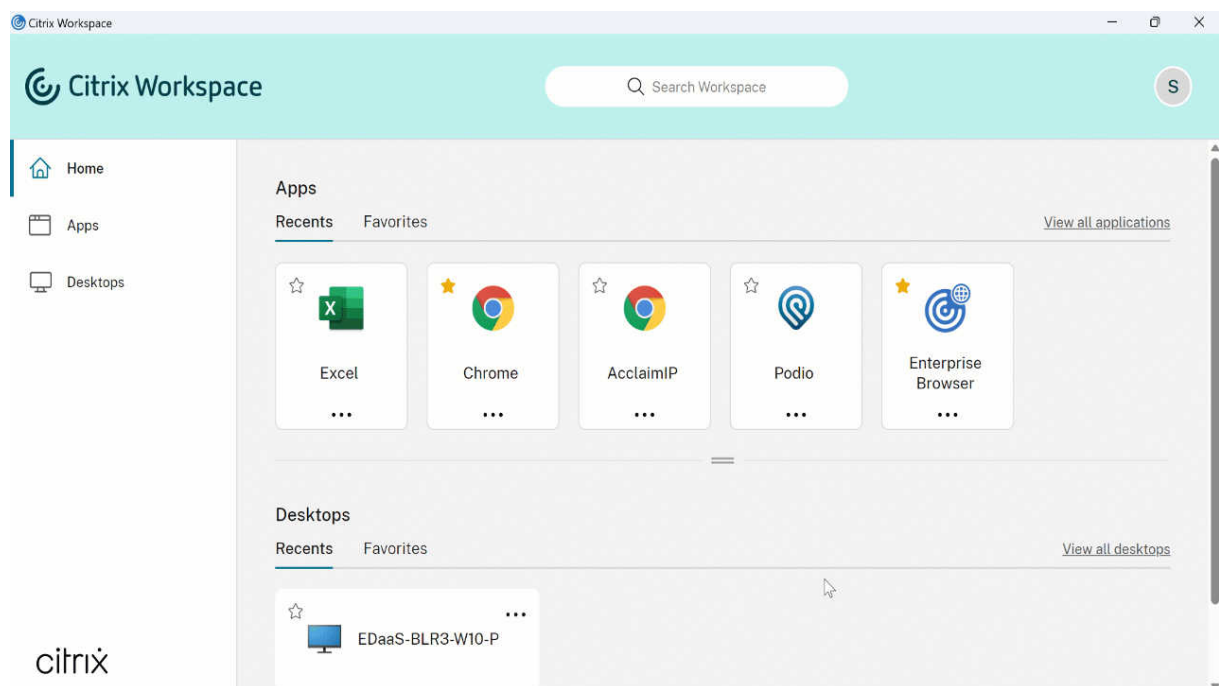 Citrix Workspace
Citrix Workspace
Search Workspace
S
Home
Apps
Desktops
Apps
Recents Favorites View all applications
Excel
Chrome
AcclaimIP
Podio
Enterprise
Browser
Desktops
Recents Favorites View all desktops
EDaaS-BLR3-W10-P
citrix